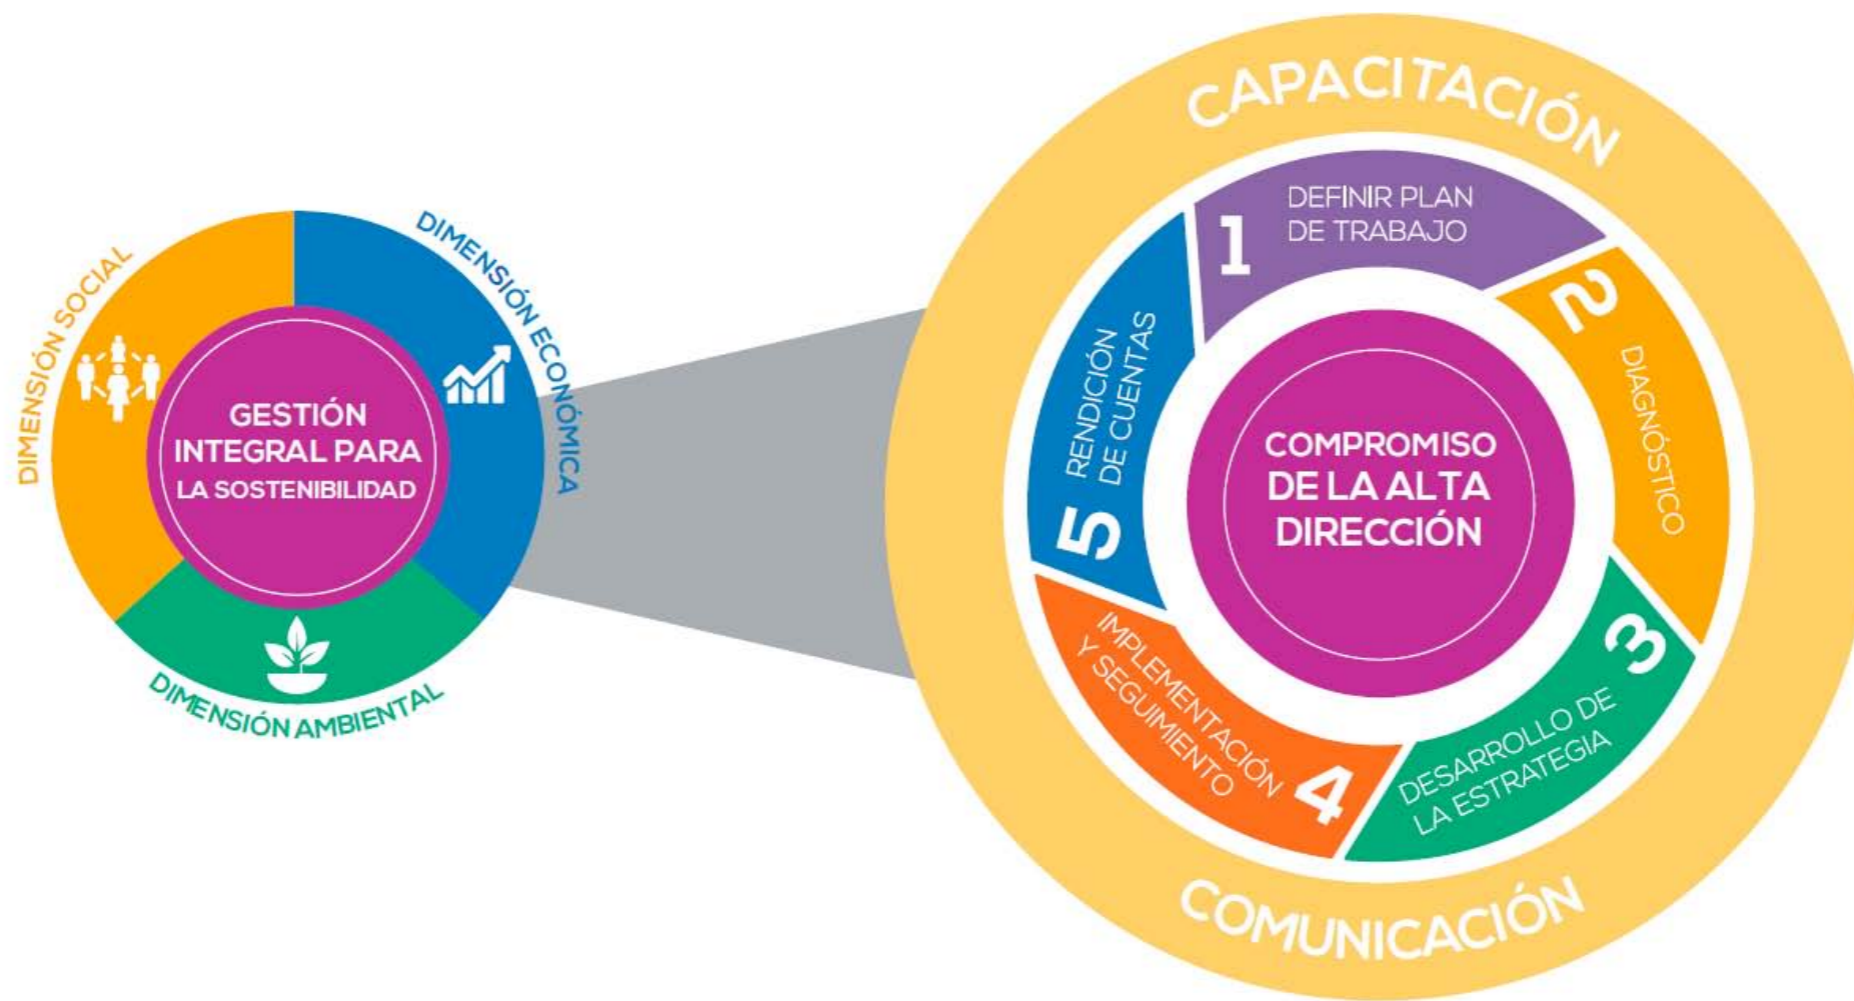 DIMENSIÓN SOCIAL
DIMENSIÓN ECONÓMICA
GESTIÓN
INTEGRAL PARA
LA SOSTENIBILIDAD
DIMENSIÓN AMBIENTAL
CAPACITACIÓN
1
DEFINIR PLAN
DE TRABAJO
2
DIAGNÓSTICO
3
DESARROLLO DE
LA ESTRATEGIA
4
IMPLEMENTACIÓN
Y SEGUIMIENTO
5
RENDICIÓN
DE CUENTAS
COMPROMISO
DE LA ALTA
DIRECCIÓN
COMUNICACIÓN